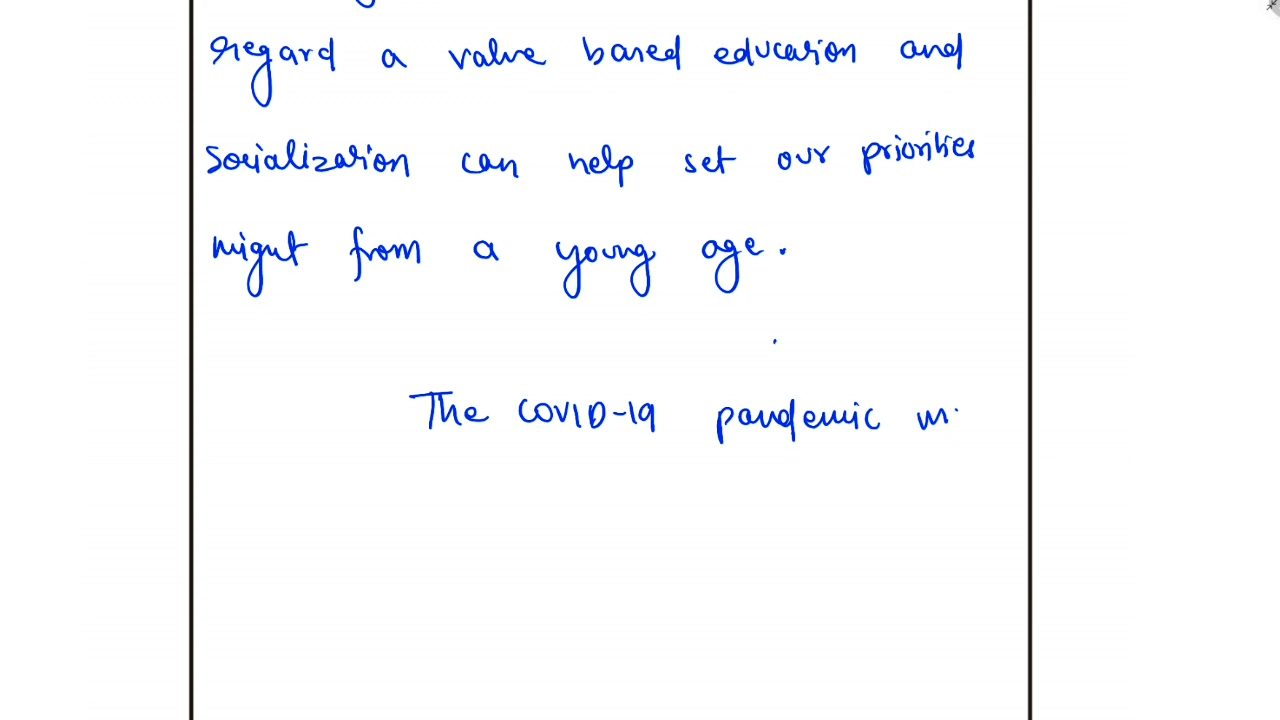 regard a value based education and
socialization can help set our priorities
right from a young age.
The COVID-19 pandemic